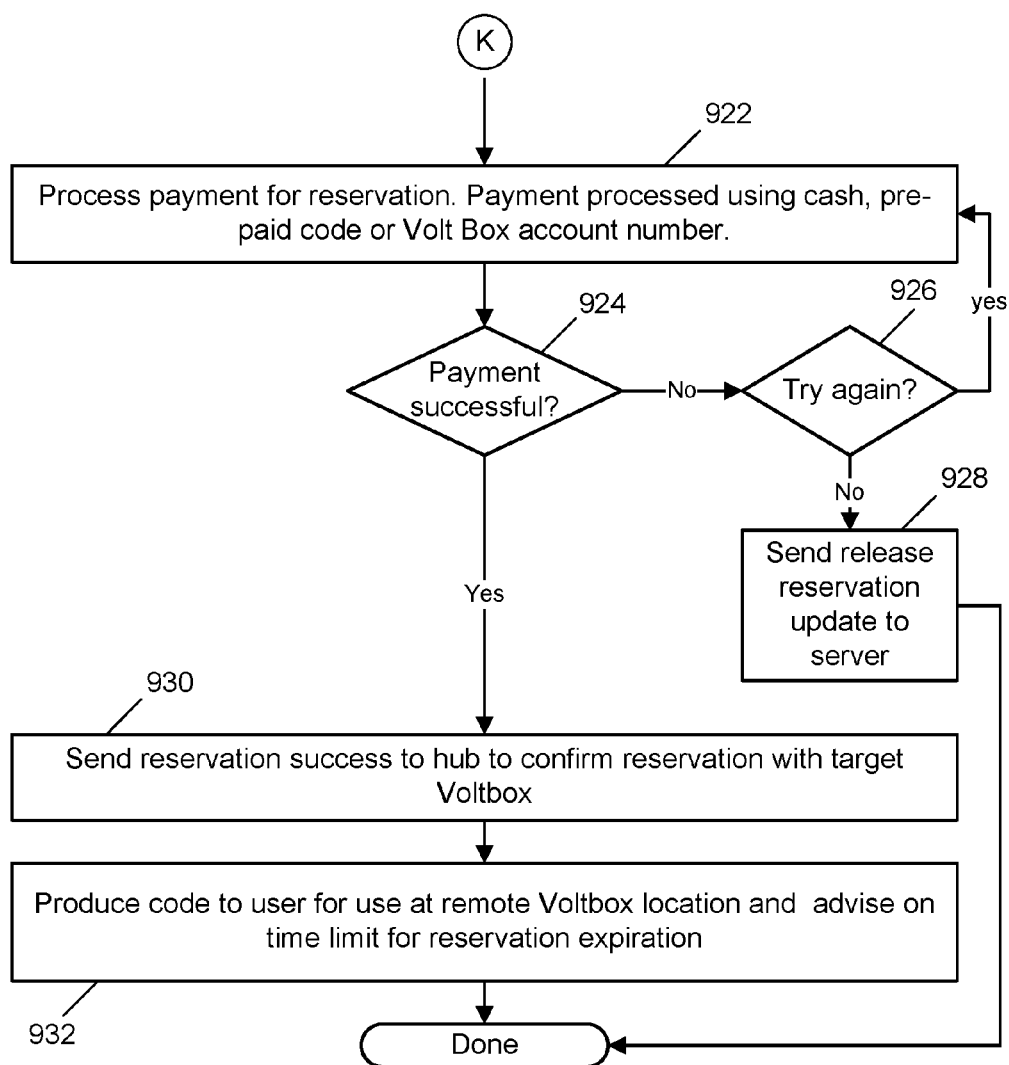 K
922
Process payment for reservation. Payment processed using cash, pre-
paid code or Volt Box account number.
924
926
yes
Payment
successful?
No
Try again?
No
928
Send release
reservation
update to
server
Yes
930
Send reservation success to hub to confirm reservation with target
Voltbox
Produce code to user for use at remote Voltbox location and advise on
time limit for reservation expiration
932
Done